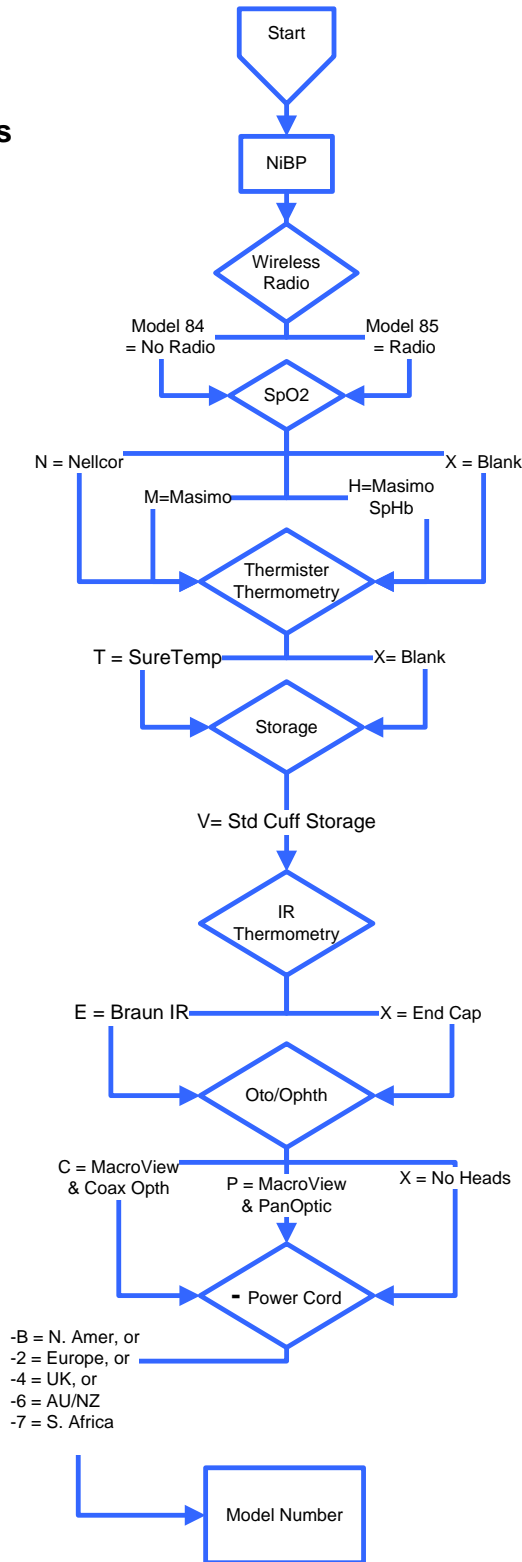 Start
s
NiBP
Wireless
Radio
Model 84
= No Radio
Model 85
= Radio
SpO2
N = Nellcor
X = Blank
M=Masimo
H=Masimo
SpHb
Thermister
Thermometry
T = SureTemp
X= Blank
Storage
V= Std Cuff Storage
IR
Thermometry
E = Braun IR
X = End Cap
Oto/Ophth
C = MacroView
& Coax Opth
P = MacroView
& PanOptic
X = No Heads
- Power Cord
-B = N. Amer, or
-2 = Europe, or
-4 = UK, or
-6 = AU/NZ
-7 = S. Africa
Model Number